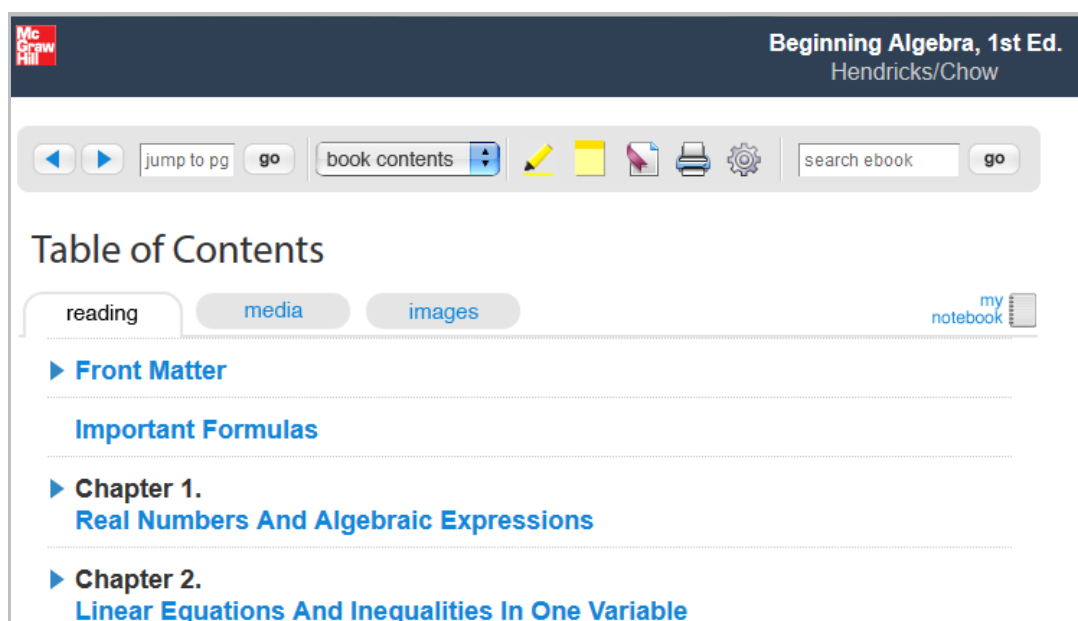 Mc
Graw
Hill
Beginning Algebra, 1st Ed.
Hendricks/Chow
jump to pg go book contents search ebook go
Table of Contents
reading media images my
notebook
Front Matter
Important Formulas
Chapter 1.
Real Numbers And Algebraic Expressions
Chapter 2.
Linear Equations And Inequalities In One Variable